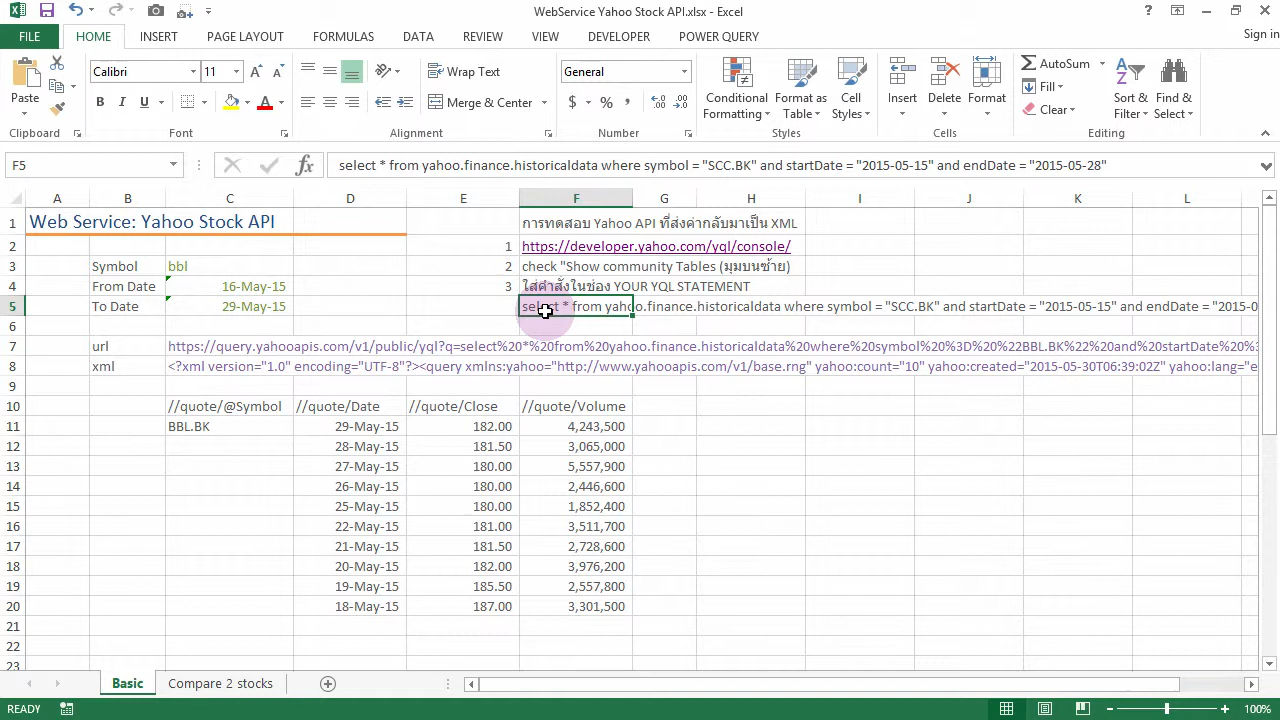 WebService Yahoo Stock API.xlsx - Excel
Sign in
FILE HOME INSERT PAGE LAYOUT FORMULAS DATA REVIEW VIEW DEVELOPER POWER QUERY
Calibri 11 Wrap Text General AutoSum
Fill
Paste B I U Merge & Center $ % , Conditional Formatting Format as Table Cell Styles Insert Delete Format Clear Sort & Filter Find & Select
Clipboard Font Alignment Number Styles Cells Editing
F5 fx select * from yahoo.finance.historicaldata where symbol = "SCC.BK" and startDate = "2015-05-15" and endDate = "2015-05-28"
A B C D E F G H I J K L
1 Web Service: Yahoo Stock API การทดสอบ Yahoo API ที่ส่งค่ากลับมาเป็น XML
2 1 https://developer.yahoo.com/yql/console/
3 Symbol bbl 2 check "Show community Tables (มุมบนซ้าย)
4 From Date 16-May-15 3 ใส่คำสั่งในช่อง YOUR YQL STATEMENT
5 To Date 29-May-15 select * from yahoo.finance.historicaldata where symbol = "SCC.BK" and startDate = "2015-05-15" and endDate = "2015-0
6
7 url https://query.yahooapis.com/v1/public/yql?q=select%20*%20from%20yahoo.finance.historicaldata%20where%20symbol%20%3D%20%22BBL.BK%22%20and%20startDate%20%3
8 xml <?xml version="1.0" encoding="UTF-8"?><query xmlns:yahoo="http://www.yahooapis.com/v1/base.rng" yahoo:count="10" yahoo:created="2015-05-30T06:39:02Z" yahoo:lang="e
9
10 //quote/@Symbol //quote/Date //quote/Close //quote/Volume
11 BBL.BK 29-May-15 182.00 4,243,500
12 28-May-15 181.50 3,065,000
13 27-May-15 180.00 5,557,900
14 26-May-15 180.00 2,446,600
15 25-May-15 180.00 1,852,400
16 22-May-15 181.00 3,511,700
17 21-May-15 181.50 2,728,600
18 20-May-15 182.00 3,976,200
19 19-May-15 185.50 2,557,800
20 18-May-15 187.00 3,301,500
21
22
23
Basic Compare 2 stocks
READY 100%